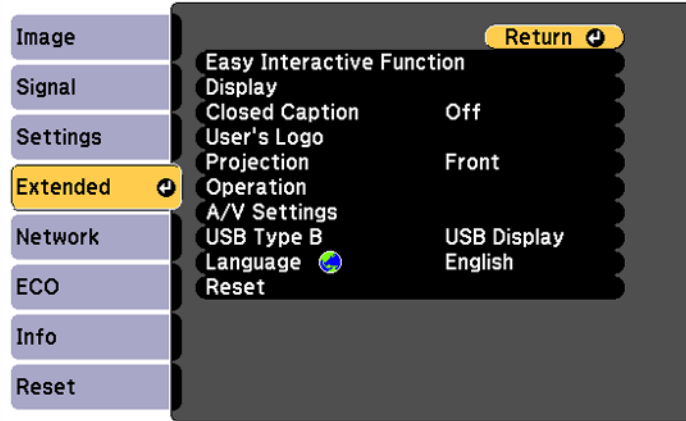 Image
Signal
Settings
Extended
Network
ECO
Info
Reset
Return
Easy Interactive Function
Display
Closed Caption Off
User's Logo
Projection Front
Operation
A/V Settings
USB Type B USB Display
Language English
Reset